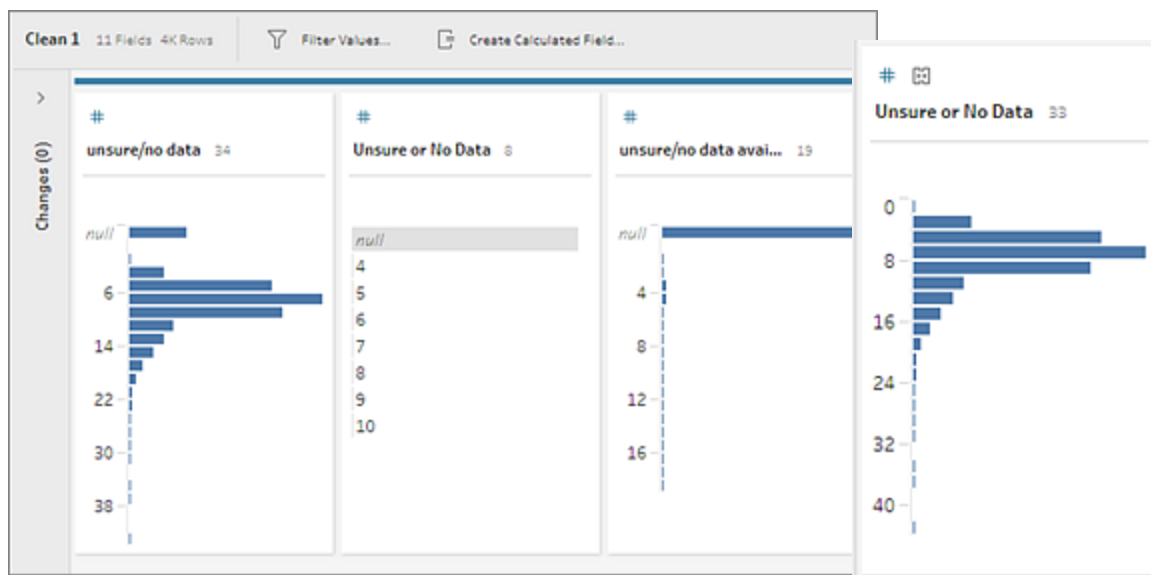 Clean 1 11 Fields 4K Rows Filter Values... Create Calculated Field...
Changes (0)
unsure/no data 34
null
6
14
22
30
38
Unsure or No Data 8
null
4
5
6
7
8
9
10
unsure/no data avai... 19
null
4
8
12
16
Unsure or No Data 33
0
8
16
24
32
40